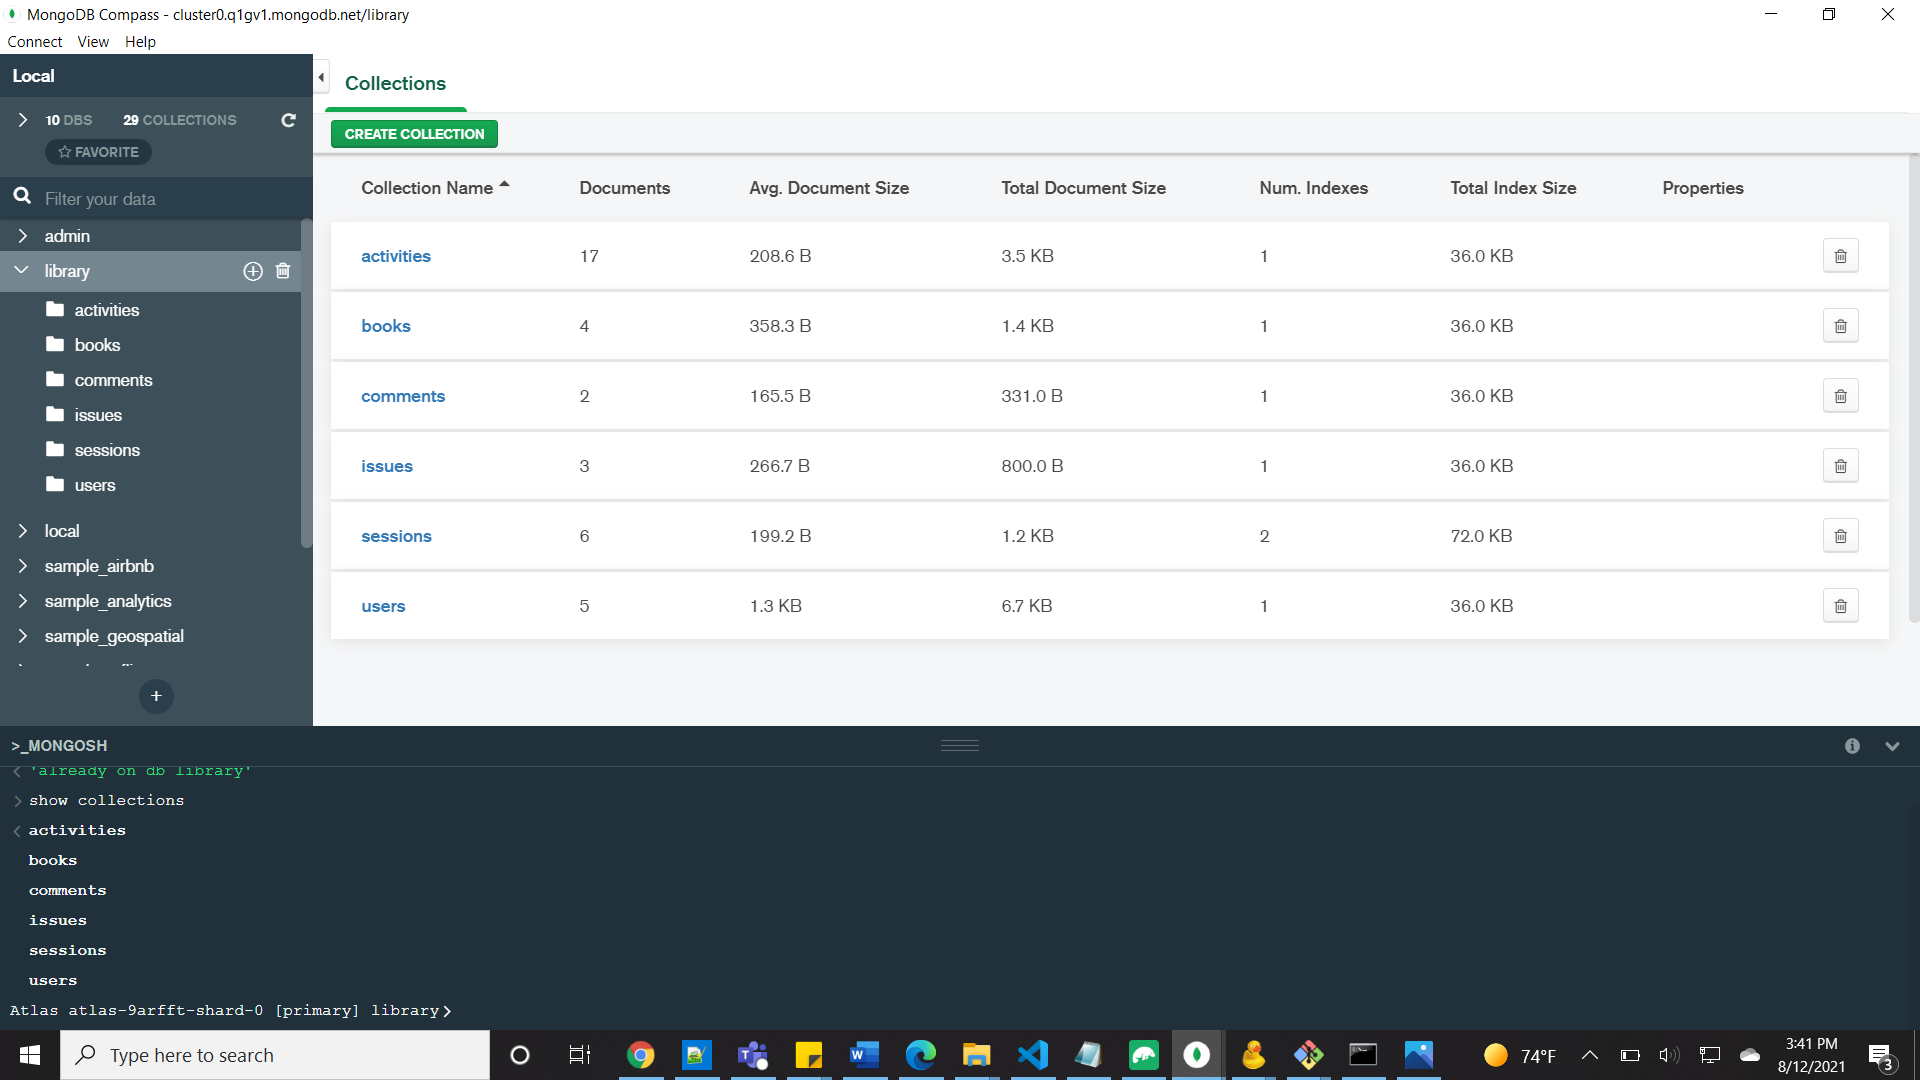 MongoDB Compass - cluster0.q1gv1.mongodb.net/library
Connect View Help
Local
10 DBS 29 COLLECTIONS
FAVORITE
Filter your data
admin
library
activities
books
comments
issues
sessions
users
local
sample_airbnb
sample_analytics
sample_geospatial
Collections
CREATE COLLECTION
Collection Name Documents Avg. Document Size Total Document Size Num. Indexes Total Index Size Properties
activities 17 208.6 B 3.5 KB 1 36.0 KB
books 4 358.3 B 1.4 KB 1 36.0 KB
comments 2 165.5 B 331.0 B 1 36.0 KB
issues 3 266.7 B 800.0 B 1 36.0 KB
sessions 6 199.2 B 1.2 KB 2 72.0 KB
users 5 1.3 KB 6.7 KB 1 36.0 KB
>_MONGOSH
'already on db library'
> show collections
< activities
books
comments
issues
sessions
users
Atlas atlas-9arfft-shard-0 [primary] library>
Type here to search
74°F
3:41 PM
8/12/2021
3